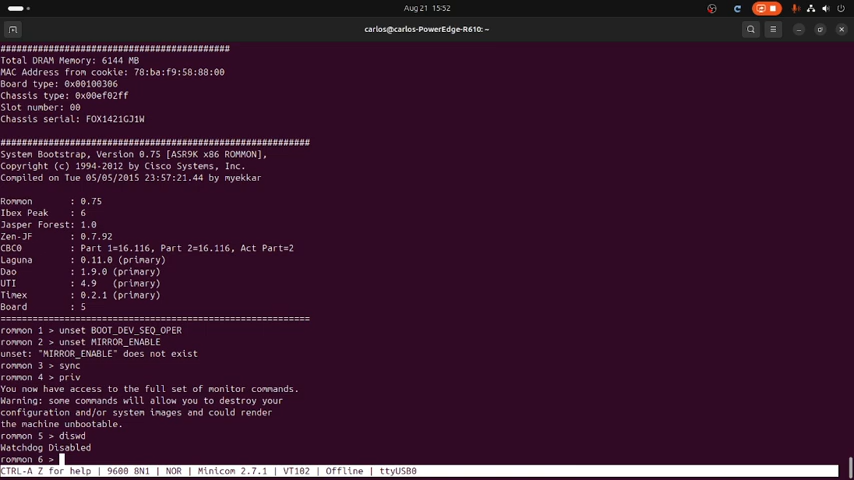 Aug 21 15:52
carlos@carlos-PowerEdge-R610: ~
###########################################
Total DRAM Memory: 6144 MB
MAC Address from cookie: 78:ba:f9:58:88:00
Board type: 0x00100306
Chassis type: 0x00ef02ff
Slot number: 00
Chassis serial: FOX1421GJ1W
##########################################################
System Bootstrap, Version 0.75 [ASR9K x86 ROMMON],
Copyright (c) 1994-2012 by Cisco Systems, Inc.
Compiled on Tue 05/05/2015 23:57:21.44 by myekkar
Rommon : 0.75
Ibex Peak : 6
Jasper Forest: 1.0
Zen-JF : 0.7.92
CBC0 : Part 1=16.116, Part 2=16.116, Act Part=2
Laguna : 0.11.0 (primary)
Dao : 1.9.0 (primary)
UTI : 4.9 (primary)
Timex : 0.2.1 (primary)
Board : 5
==========================================================
rommon 1 > unset BOOT_DEV_SEQ_OPER
rommon 2 > unset MIRROR_ENABLE
unset: "MIRROR_ENABLE" does not exist
rommon 3 > sync
rommon 4 > priv
You now have access to the full set of monitor commands.
Warning: some commands will allow you to destroy your
configuration and/or system images and could render
the machine unbootable.
rommon 5 > diswd
Watchdog Disabled
rommon 6 >
CTRL-A Z for help | 9600 8N1 | NOR | Minicom 2.7.1 | VT102 | Offline | ttyUSB0